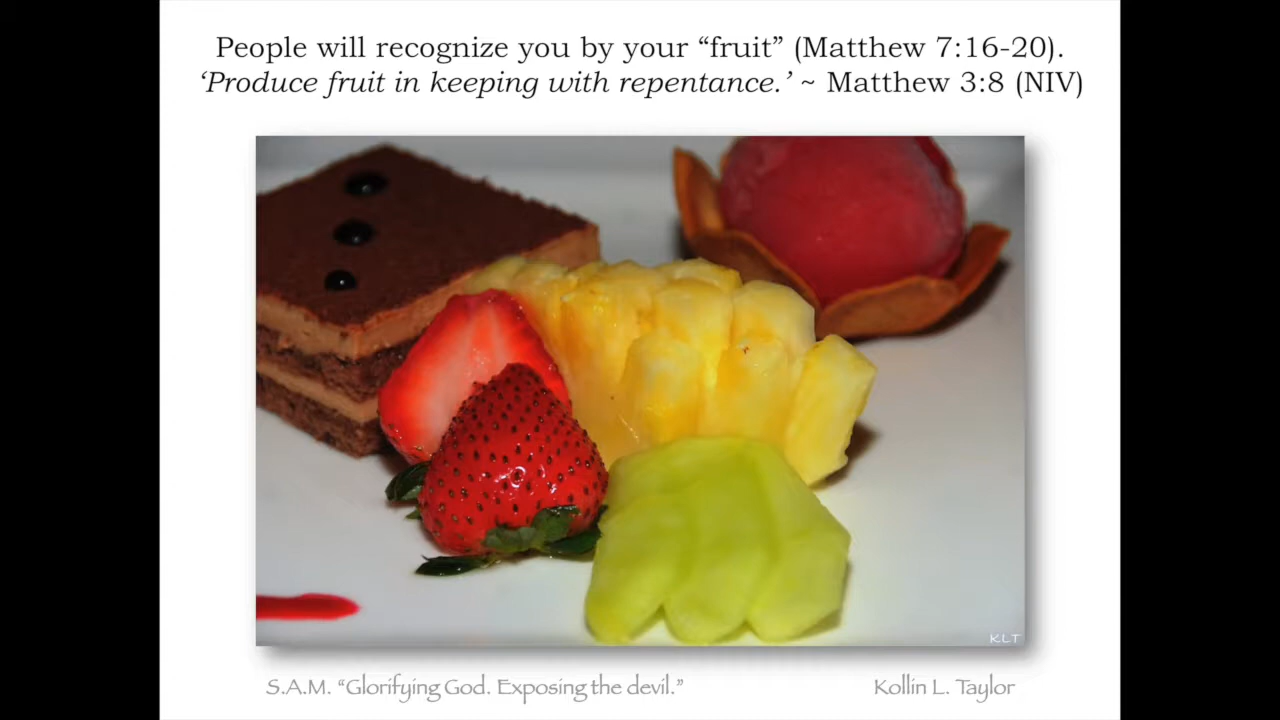 People will recognize you by your “fruit” (Matthew 7:16-20).
‘Produce fruit in keeping with repentance.’ ~ Matthew 3:8 (NIV)
KLT
S.A.M. “Glorifying God. Exposing the devil.” Kollin L. Taylor